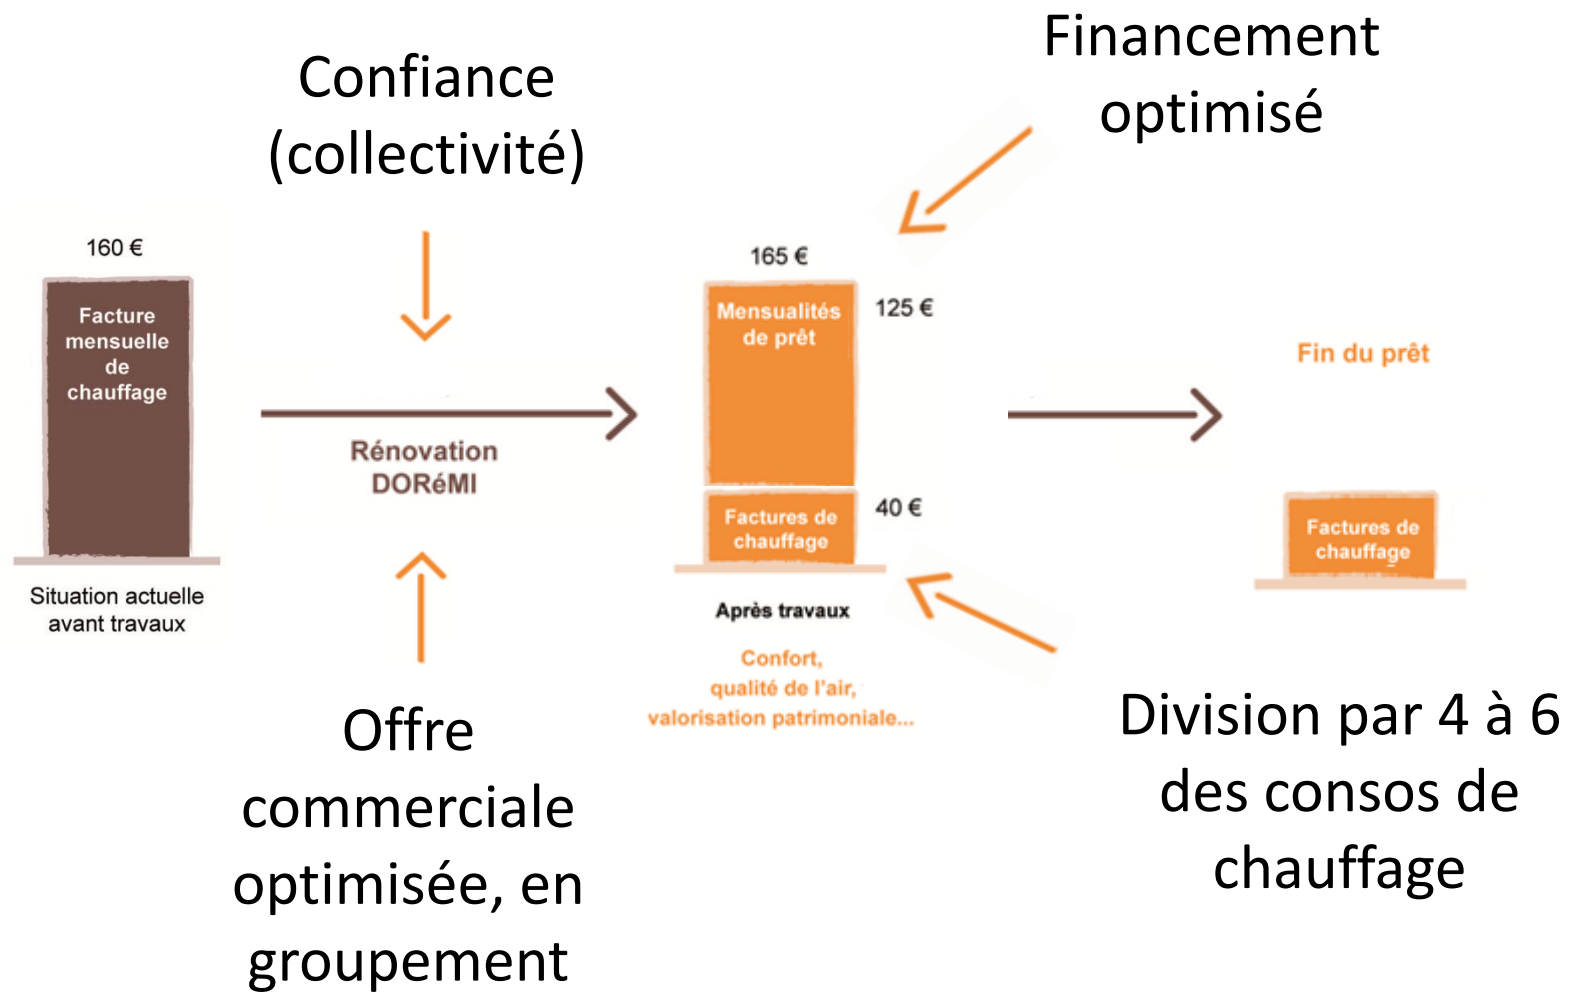 Confiance
(collectivité)
Financement
optimisé
160 €
Facture
mensuelle
de
chauffage
Situation actuelle
avant travaux
Rénovation
DORéMI
Offre
commerciale
optimisée, en
groupement
165 €
Mensualités
de prêt
125 €
Factures de
chauffage
40 €
Après travaux
Confort,
qualité de l'air,
valorisation patrimoniale...
Fin du prêt
Factures de
chauffage
Division par 4 à 6
des consos de
chauffage